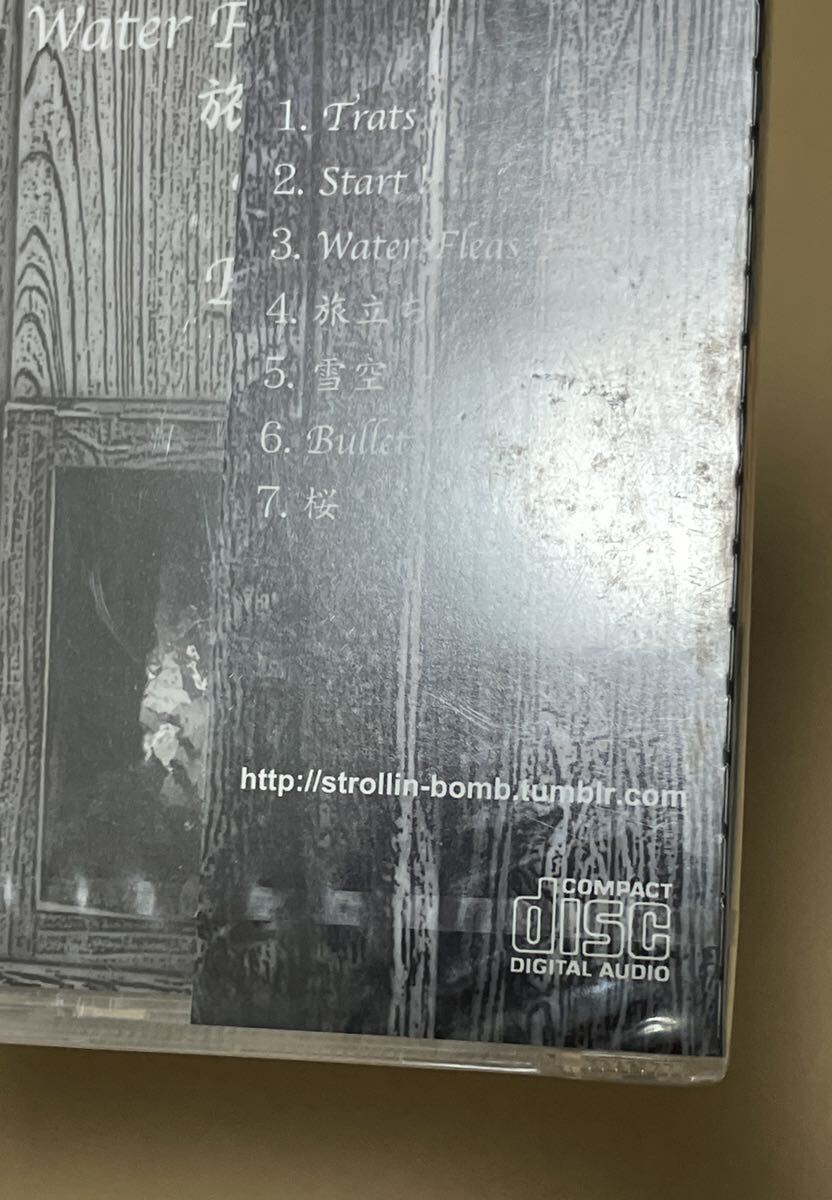 Water F
旅
1. Trats
2. Start !
3. Water Fleas
4. 旅立ち
5. 雪空
6. Bullet
7. 桜
http://strollin-bomb.tumblr.com
COMPACT
disc
DIGITAL AUDIO